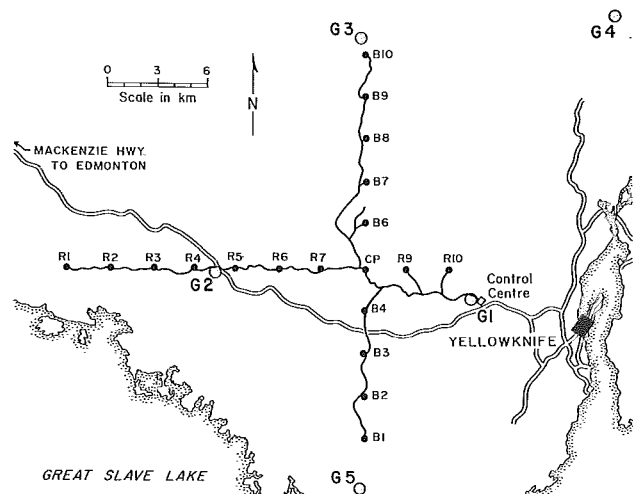 G3
G4
B10
0 3 6
Scale in km
B9
N
B8
MACKENZIE HWY.
TO EDMONTON
B7
B6
R1 R2 R3 R4 R5 R6 R7 CP R9 R10
G2
Control
Centre
G1
B4
YELLOWKNIFE
B3
B2
B1
GREAT SLAVE LAKE
G5